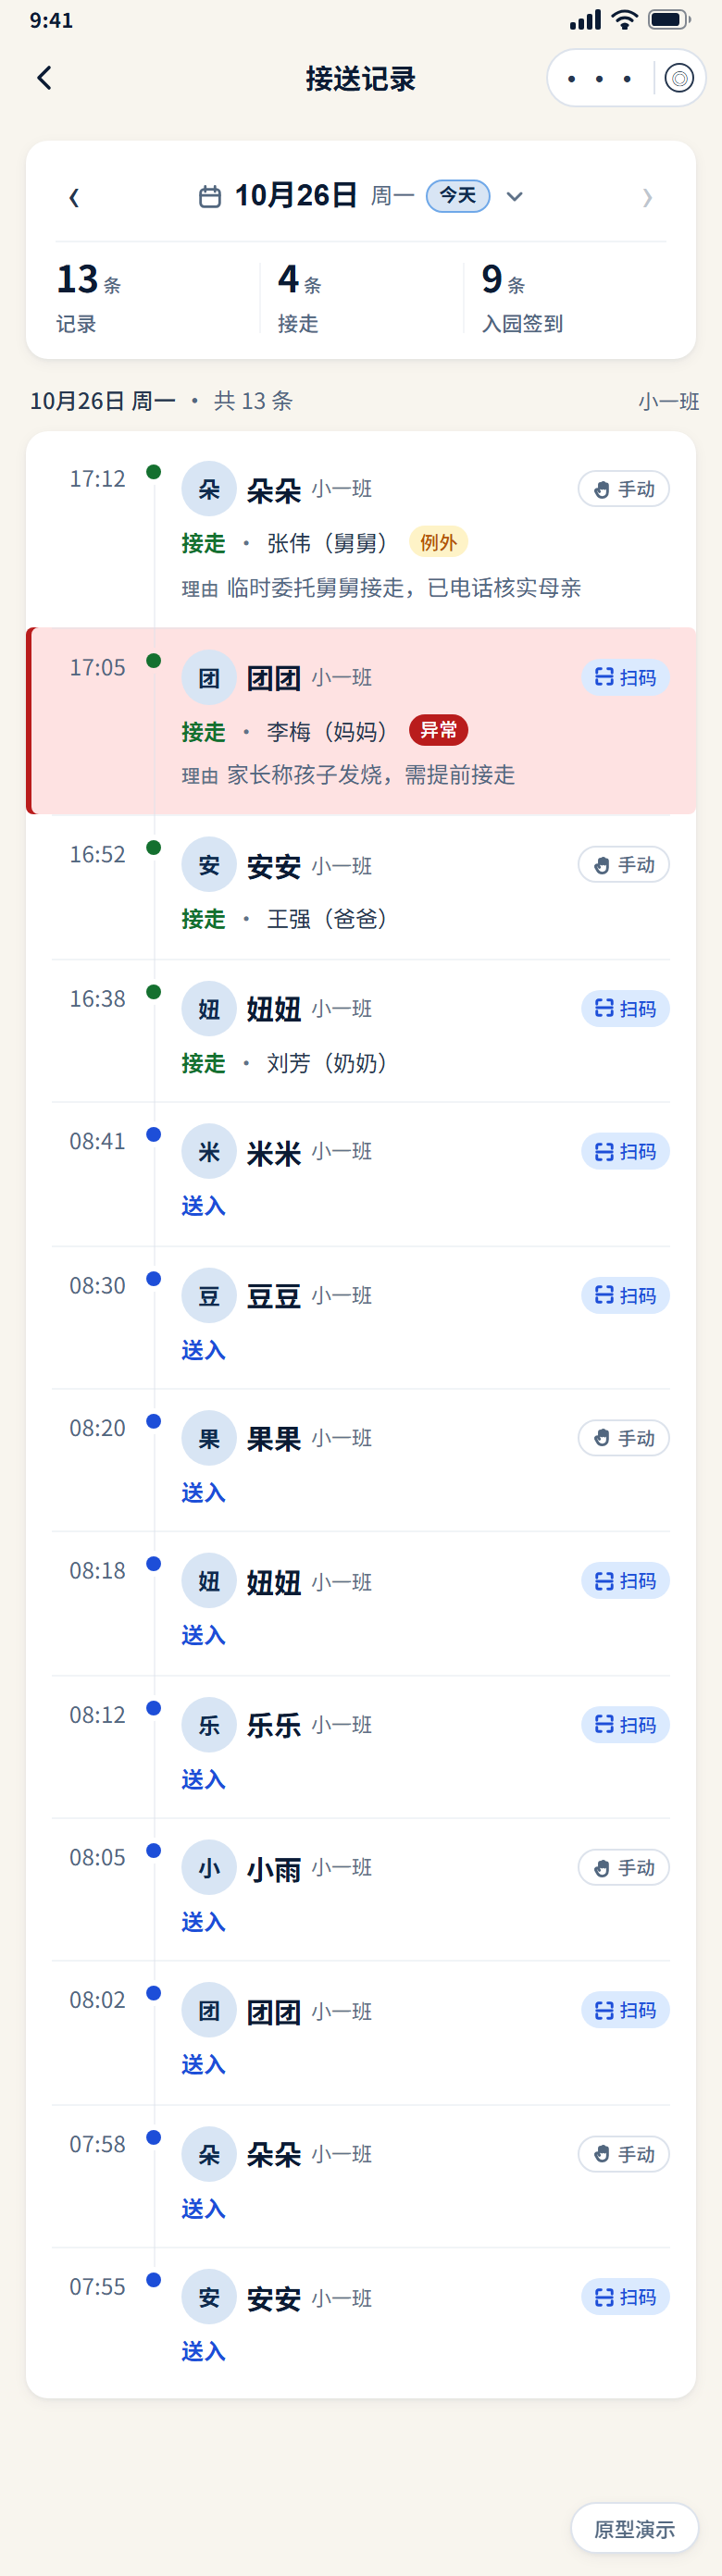 9:41
接送记录
10月26日 周一 今天
13 条 4 条 9 条
记录 接走 入园签到
10月26日 周一 · 共 13 条 小一班
17:12 朵 朵朵 小一班 手动
接走 · 张伟（舅舅） 例外
理由 临时委托舅舅接走，已电话核实母亲
17:05 团 团团 小一班 扫码
接走 · 李梅（妈妈） 异常
理由 家长称孩子发烧，需提前接走
16:52 安 安安 小一班 手动
接走 · 王强（爸爸）
16:38 妞 妞妞 小一班 扫码
接走 · 刘芳（奶奶）
08:41 米 米米 小一班 扫码
送入
08:30 豆 豆豆 小一班 扫码
送入
08:20 果 果果 小一班 手动
送入
08:18 妞 妞妞 小一班 扫码
送入
08:12 乐 乐乐 小一班 扫码
送入
08:05 小 小雨 小一班 手动
送入
08:02 团 团团 小一班 扫码
送入
07:58 朵 朵朵 小一班 手动
送入
07:55 安 安安 小一班 扫码
送入
原型演示